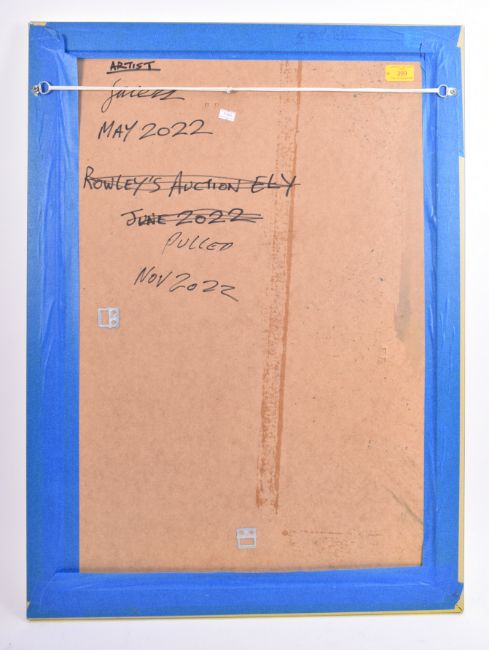 ARTIST
MAY 2022
ROWLEY'S AUCTION ELY
JUNE 2022
PULLED
NOV 2022